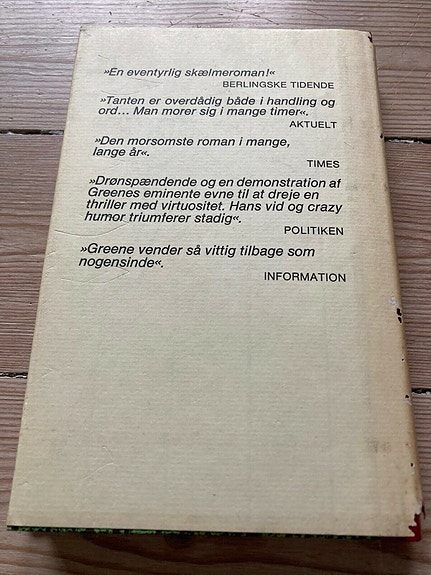 »En eventyrlig skælmeroman!«
BERLINGSKE TIDENDE
»Tanten er overdådig både i handling og
ord... Man morer sig i mange timer«.
AKTUELT
»Den morsomste roman i mange,
lange år«.
TIMES
»Drønspændende og en demonstration af
Greenes eminente evne til at dreje en
thriller med virtuositet. Hans vid og crazy
humor triumferer stadig«.
POLITIKEN
»Greene vender så vittig tilbage som
nogensinde«.
INFORMATION